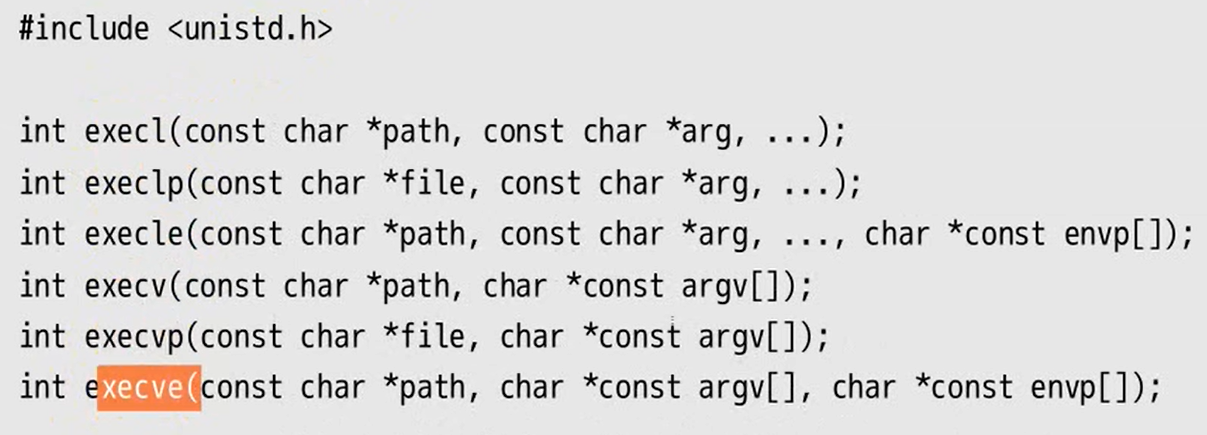 #include <unistd.h>
int execl(const char *path, const char *arg, ...);
int execlp(const char *file, const char *arg, ...);
int execle(const char *path, const char *arg, ..., char *const envp[]);
int execv(const char *path, char *const argv[]);
int execvp(const char *file, char *const argv[]);
int execve(const char *path, char *const argv[], char *const envp[]);